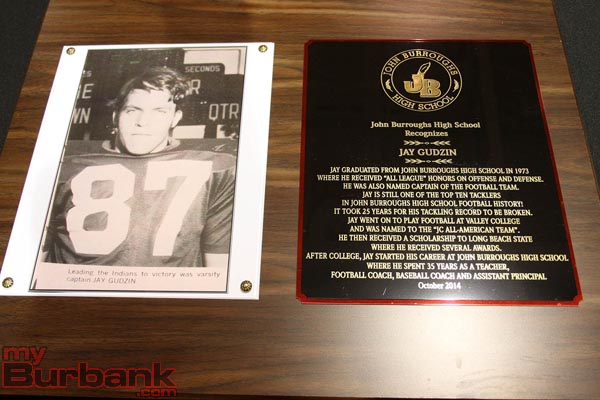 SECONDS
QTR
87
Leading the Indians to victory was varsity
captain JAY GUDZIN.
JOHN BURROUGHS
JB
HIGH SCHOOL
John Burroughs High School
Recognizes
JAY GUDZIN
JAY GRADUATED FROM JOHN BURROUGHS HIGH SCHOOL IN 1973
WHERE HE RECEIVED "ALL LEAGUE" HONORS ON OFFENSE AND DEFENSE.
HE WAS ALSO NAMED CAPTAIN OF THE FOOTBALL TEAM.
JAY IS STILL ONE OF THE TOP TEN TACKLERS
IN JOHN BURROUGHS HIGH SCHOOL FOOTBALL HISTORY!
IT TOOK 25 YEARS FOR HIS TACKLING RECORD TO BE BROKEN.
JAY WENT ON TO PLAY FOOTBALL AT VALLEY COLLEGE
AND WAS NAMED TO THE "JC ALL-AMERICAN TEAM".
HE THEN RECEIVED A SCHOLARSHIP TO LONG BEACH STATE
WHERE HE RECEIVED SEVERAL AWARDS.
AFTER COLLEGE, JAY STARTED HIS CAREER AT JOHN BURROUGHS HIGH SCHOOL
WHERE HE SPENT 35 YEARS AS A TEACHER,
FOOTBALL COACH, BASEBALL COACH AND ASSISTANT PRINCIPAL
October 2014
my
Burbank
.com